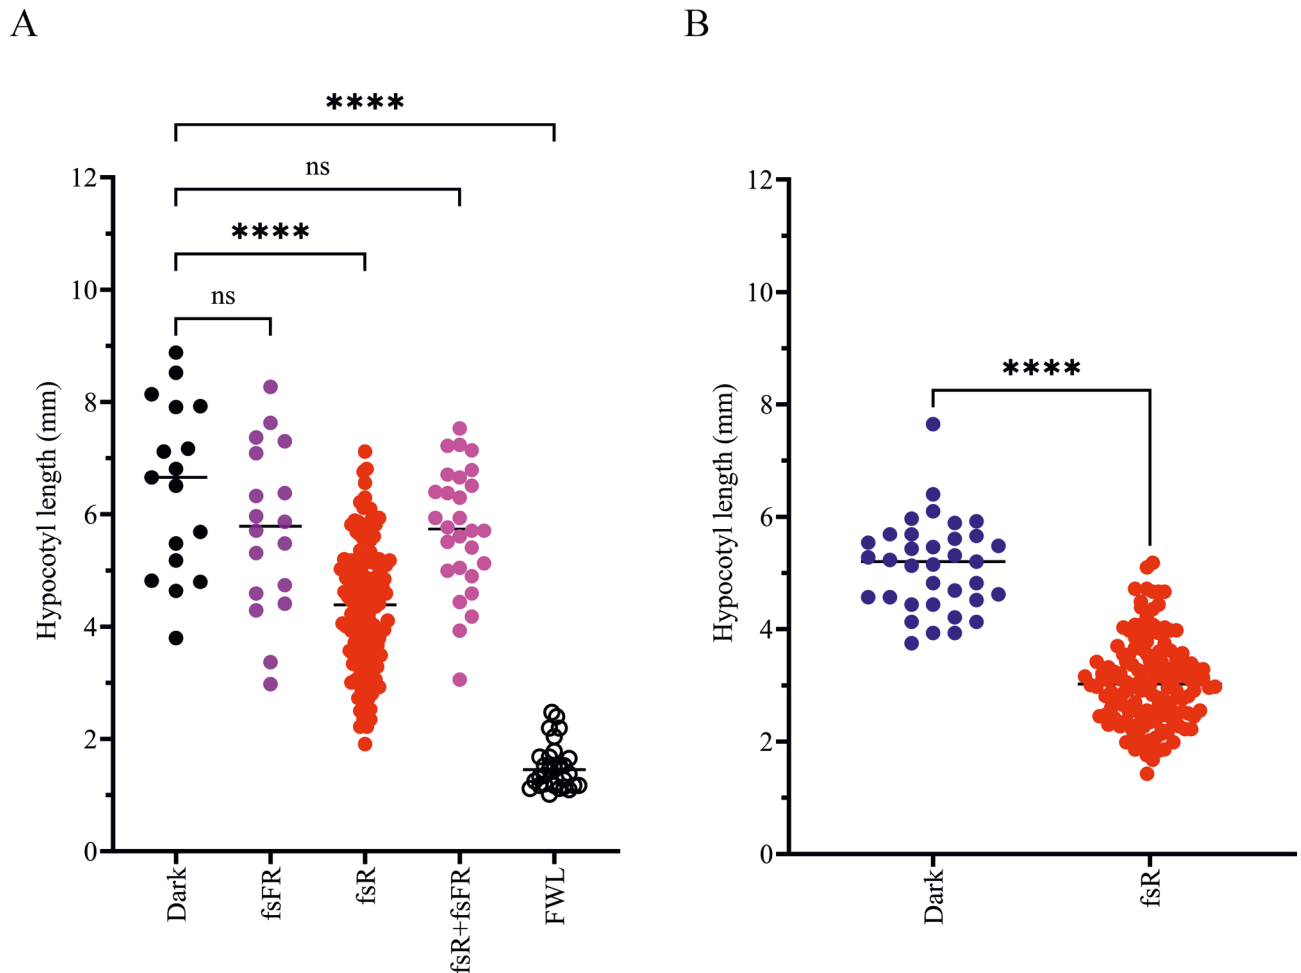 A
B
****
ns
****
ns
Hypocotyl length (mm)
12
10
8
6
4
2
0
Dark
fsFR
fsR
fsR+fsFR
FWL
****
Hypocotyl length (mm)
12
10
8
6
4
2
0
Dark
fsR